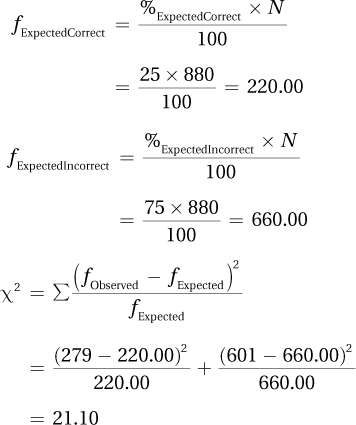 f_ExpectedCorrect = %_ExpectedCorrect × N / 100
= 25 × 880 / 100 = 220.00
f_ExpectedIncorrect = %_ExpectedIncorrect × N / 100
= 75 × 880 / 100 = 660.00
χ² = Σ (f_Observed − f_Expected)² / f_Expected
= (279 − 220.00)² / 220.00 + (601 − 660.00)² / 660.00
= 21.10